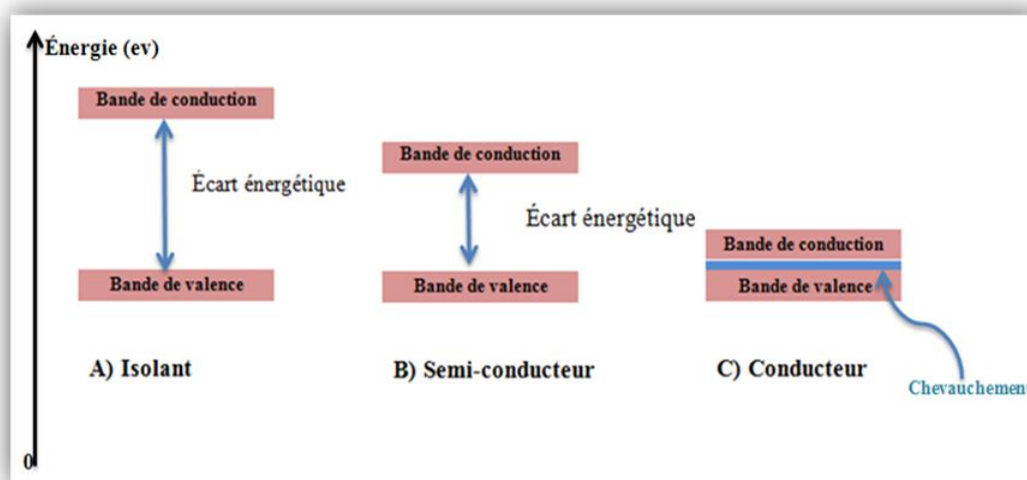 Énergie (ev)
Bande de conduction
Écart énergétique
Bande de valence
A) Isolant
Bande de conduction
Écart énergétique
Bande de valence
B) Semi-conducteur
Bande de conduction
Bande de valence
C) Conducteur
Chevauchement
0